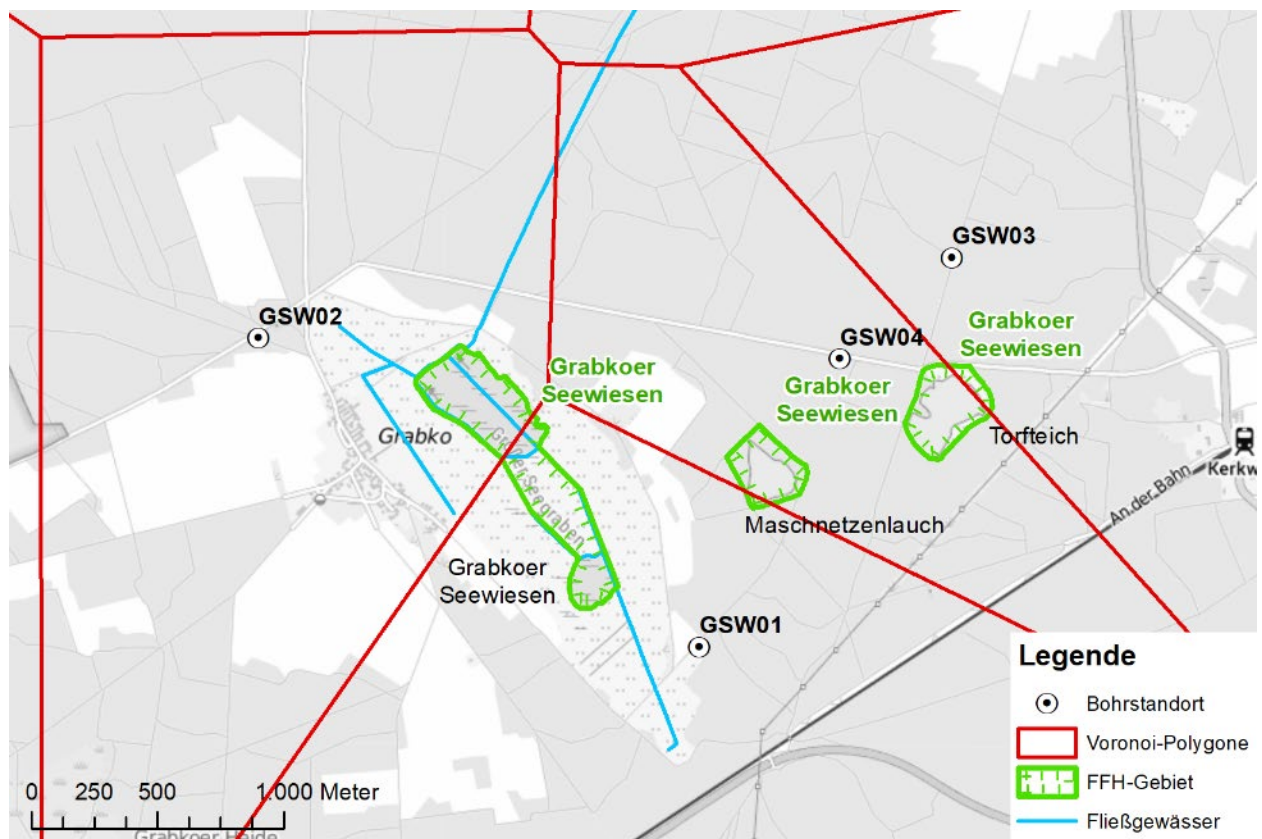 GSW03
GSW02
GSW04
Grabkoer
Seewiesen
Grabkoer
Seewiesen
Grabkoer
Seewiesen
Grabko
Torfteich
Kerkw
An der Bahn
Maschnetzenlauch
Grabkoer
Seewiesen
GSW01
Legende
Bohrstandort
Voronoi-Polygone
FFH-Gebiet
Fließgewässer
0 250 500 1.000 Meter
Grabkoer Heide